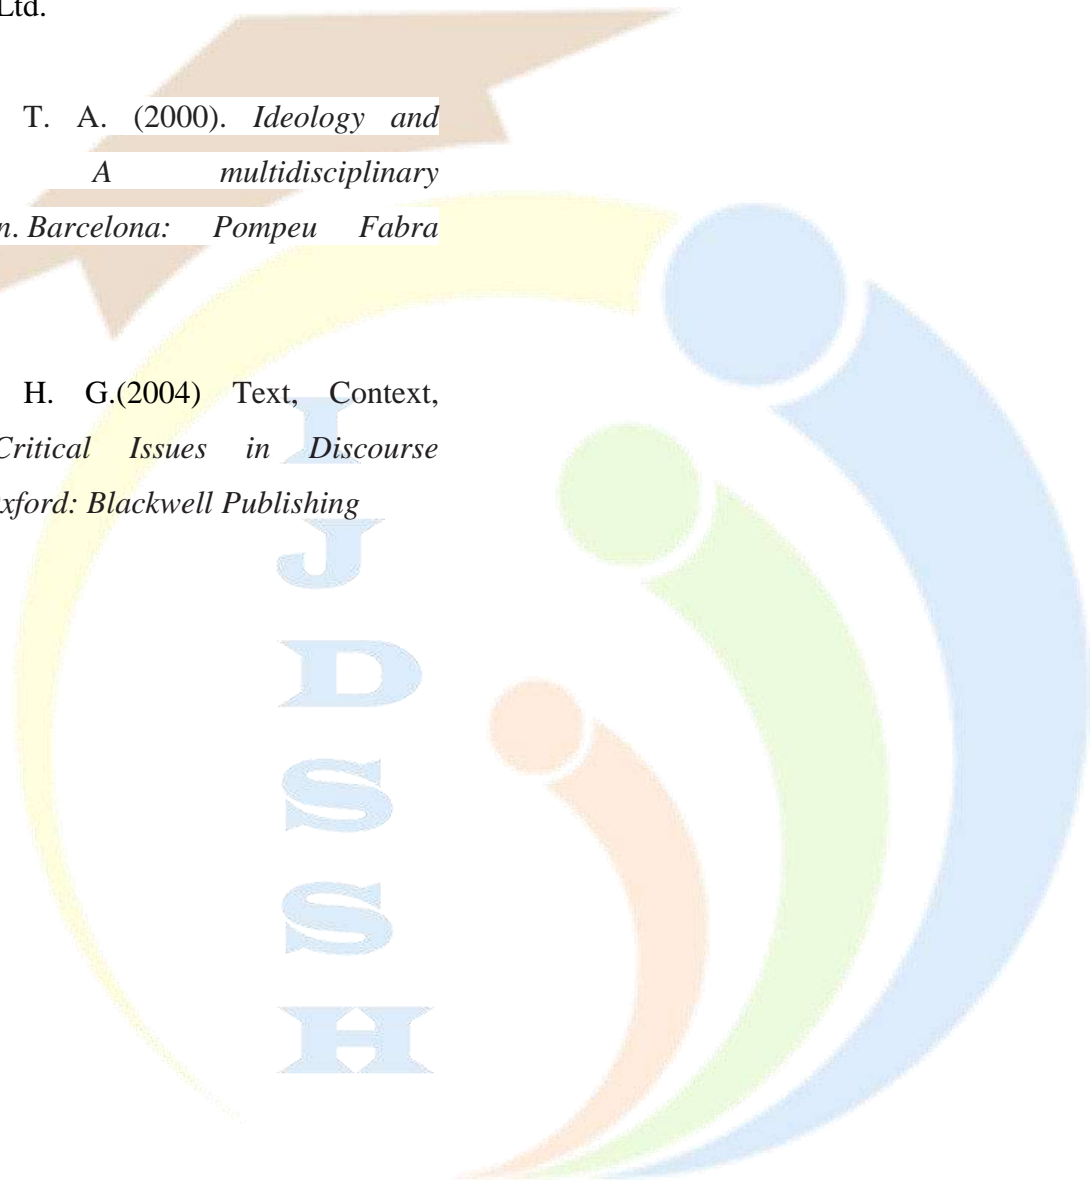 Ltd.
T. A. (2000). Ideology and
A multidisciplinary
n. Barcelona: Pompeu Fabra
H. G.(2004) Text, Context,
Critical Issues in Discourse
xford: Blackwell Publishing
I
J
D
S
S
H